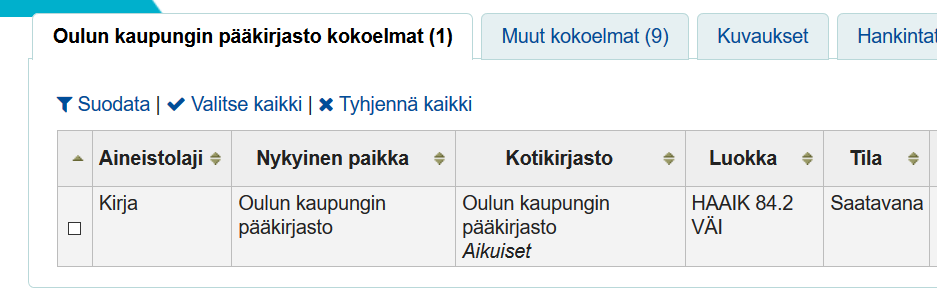 Oulun kaupungin pääkirjasto kokoelmat (1) Muut kokoelmat (9) Kuvaukset Hankintat
Suodata | Valitse kaikki | Tyhjennä kaikki
Aineistolaji Nykyinen paikka Kotikirjasto Luokka Tila
Kirja Oulun kaupungin Oulun kaupungin HAAIK 84.2 Saatavana
pääkirjasto pääkirjasto VÄI
Aikuiset